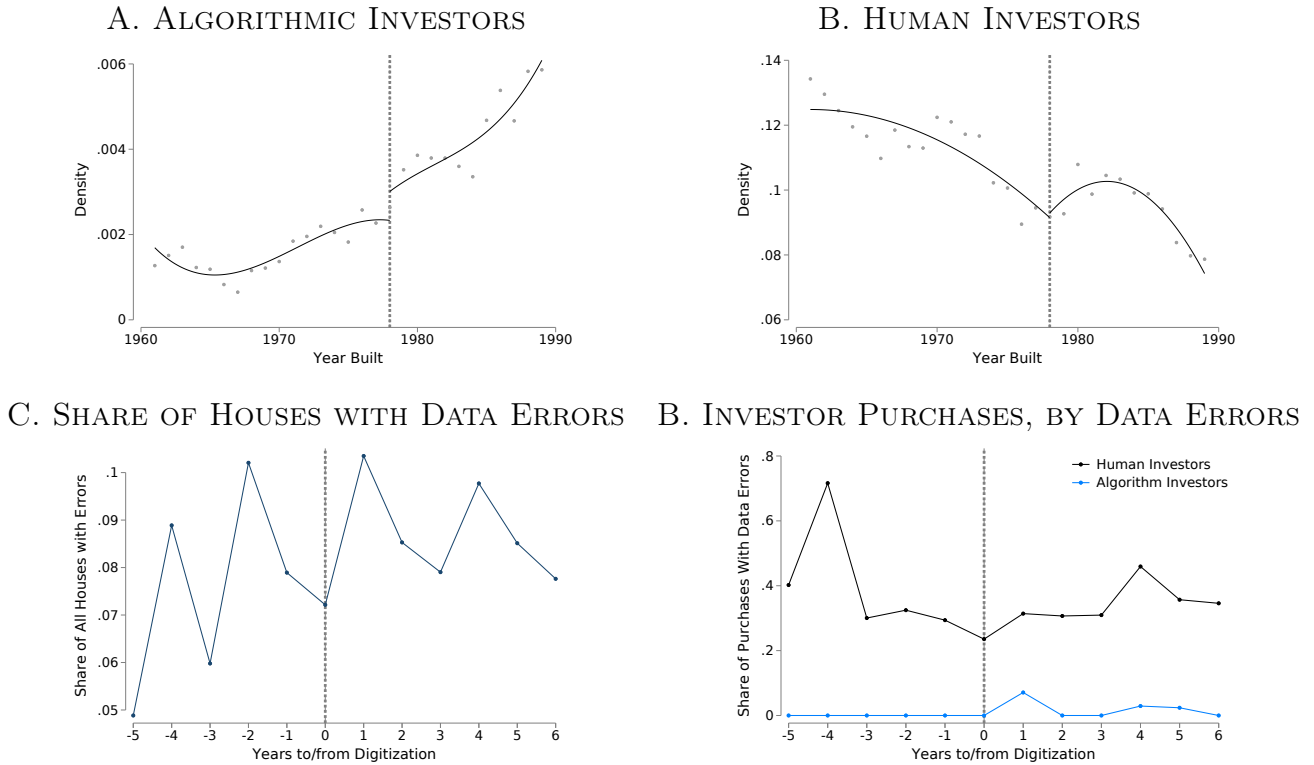 A. Algorithmic Investors
.006
.004
.002
0
Density
1960
1970
1980
1990
Year Built
B. Human Investors
.14
.12
.1
.08
.06
Density
1960
1970
1980
1990
Year Built
C. Share of Houses with Data Errors
.1
.09
.08
.07
.06
.05
Share of All Houses with Errors
-5 -4 -3 -2 -1 0 1 2 3 4 5 6
Years to/from Digitization
B. Investor Purchases, by Data Errors
.8
.6
.4
.2
0
Share of Purchases With Data Errors
Human Investors
Algorithm Investors
-5 -4 -3 -2 -1 0 1 2 3 4 5 6
Years to/from Digitization